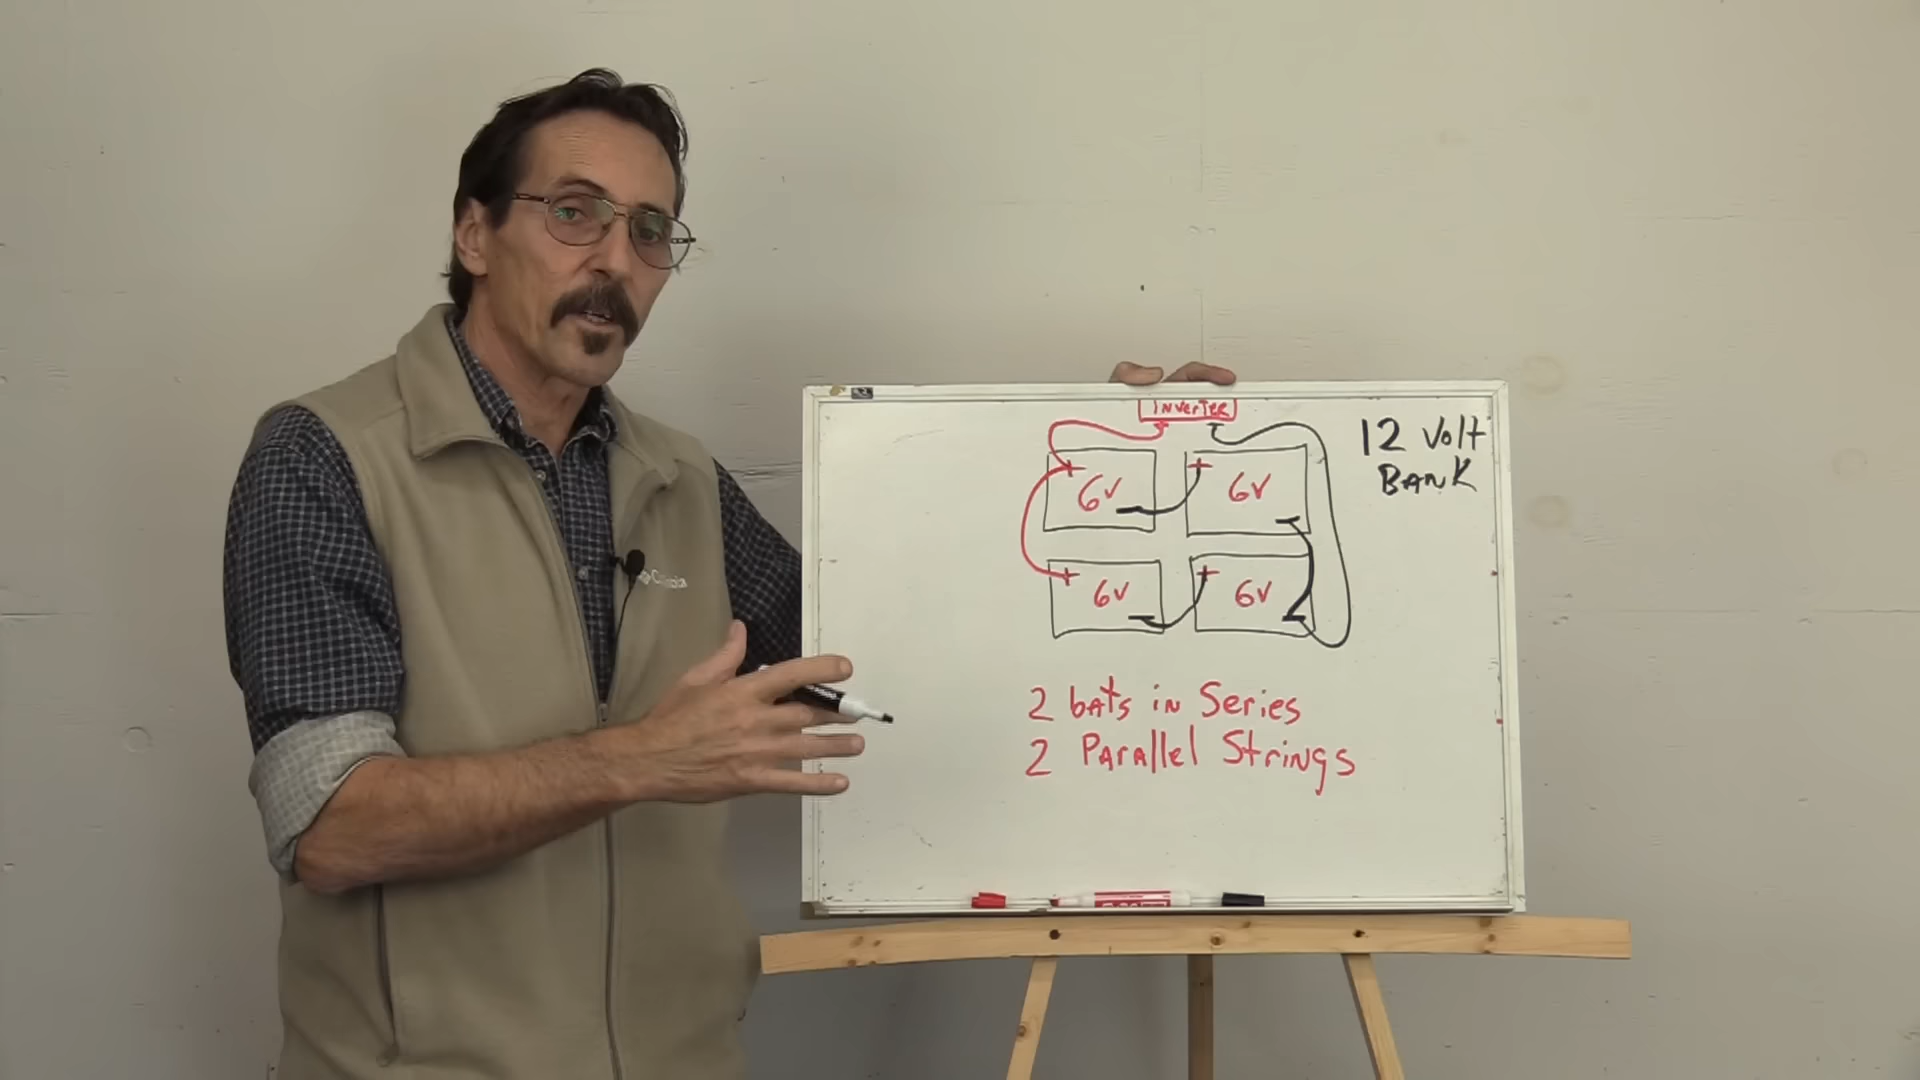 INVERTER
12 Volt
BANK
+ 6V -
+ 6V -
+ 6V -
+ 6V -
2 bats in Series
2 Parallel Strings